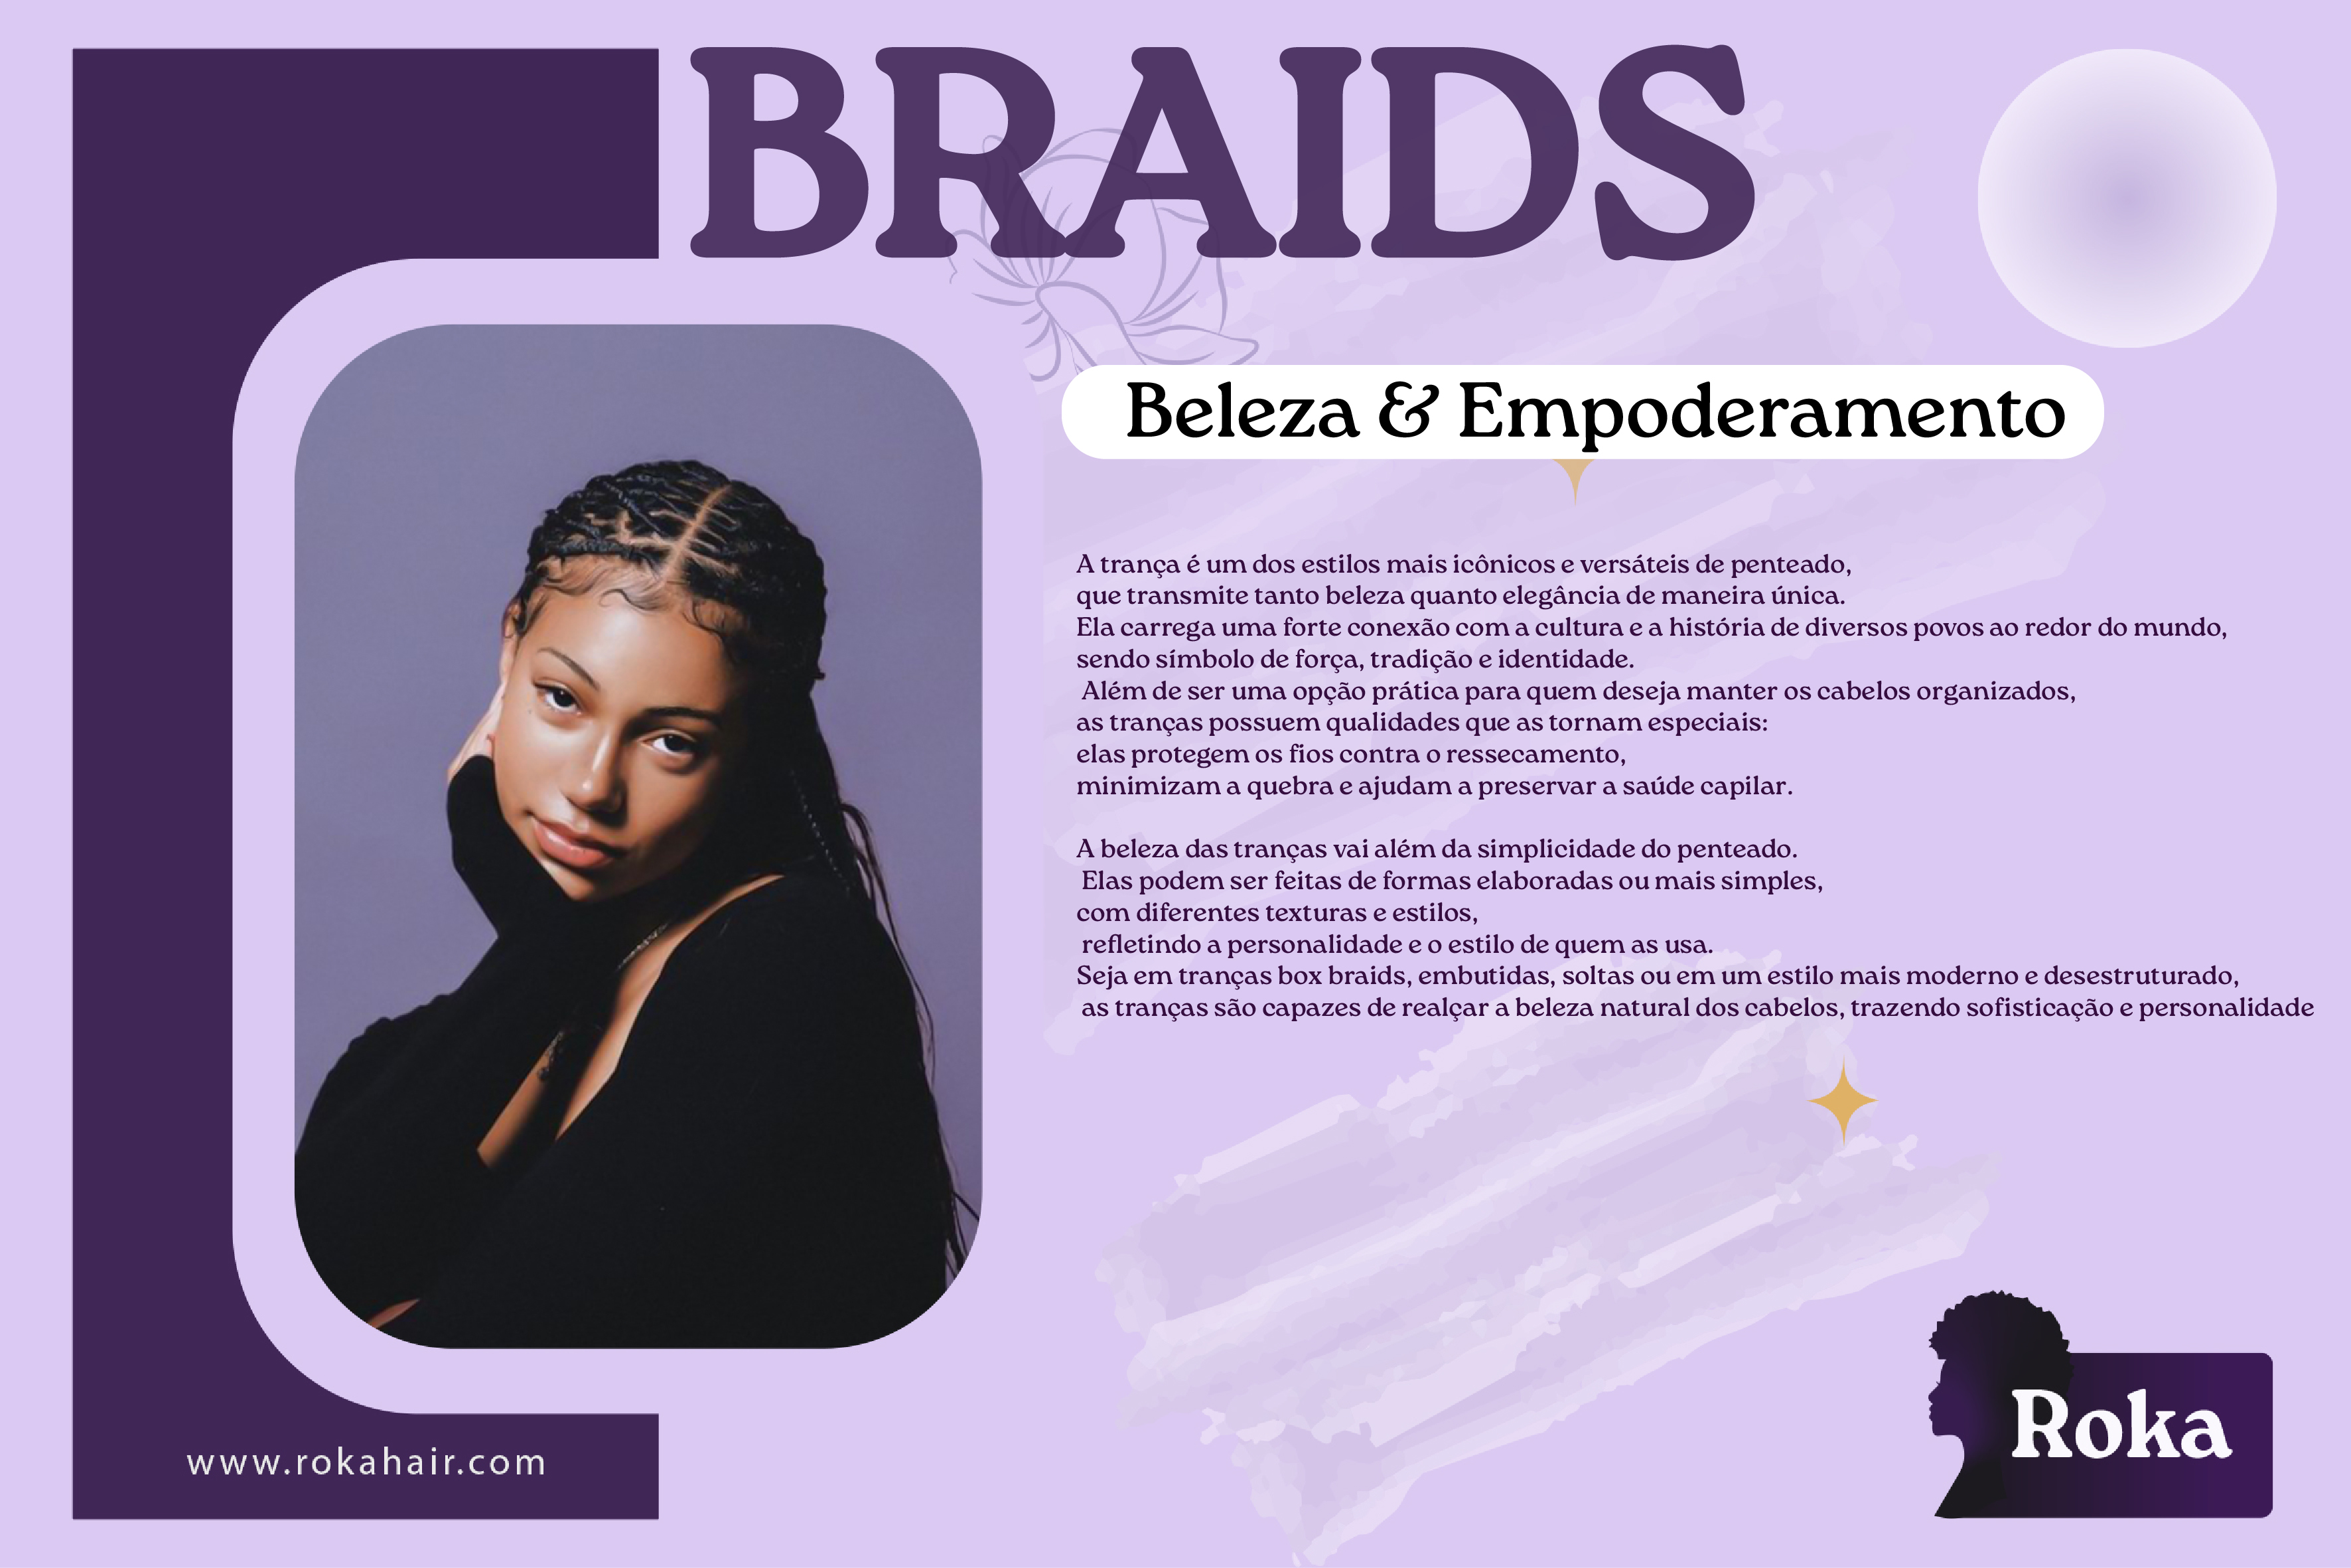 BRAIDS
Beleza & Empoderamento
A trança é um dos estilos mais icônicos e versáteis de penteado,
que transmite tanto beleza quanto elegância de maneira única.
Ela carrega uma forte conexão com a cultura e a história de diversos povos ao redor do mundo,
sendo símbolo de força, tradição e identidade.
Além de ser uma opção prática para quem deseja manter os cabelos organizados,
as tranças possuem qualidades que as tornam especiais:
elas protegem os fios contra o ressecamento,
minimizam a quebra e ajudam a preservar a saúde capilar.
A beleza das tranças vai além da simplicidade do penteado.
Elas podem ser feitas de formas elaboradas ou mais simples,
com diferentes texturas e estilos,
refletindo a personalidade e o estilo de quem as usa.
Seja em tranças box braids, embutidas, soltas ou em um estilo mais moderno e desestruturado,
as tranças são capazes de realçar a beleza natural dos cabelos, trazendo sofisticação e personalidade
www.rokahair.com
Roka